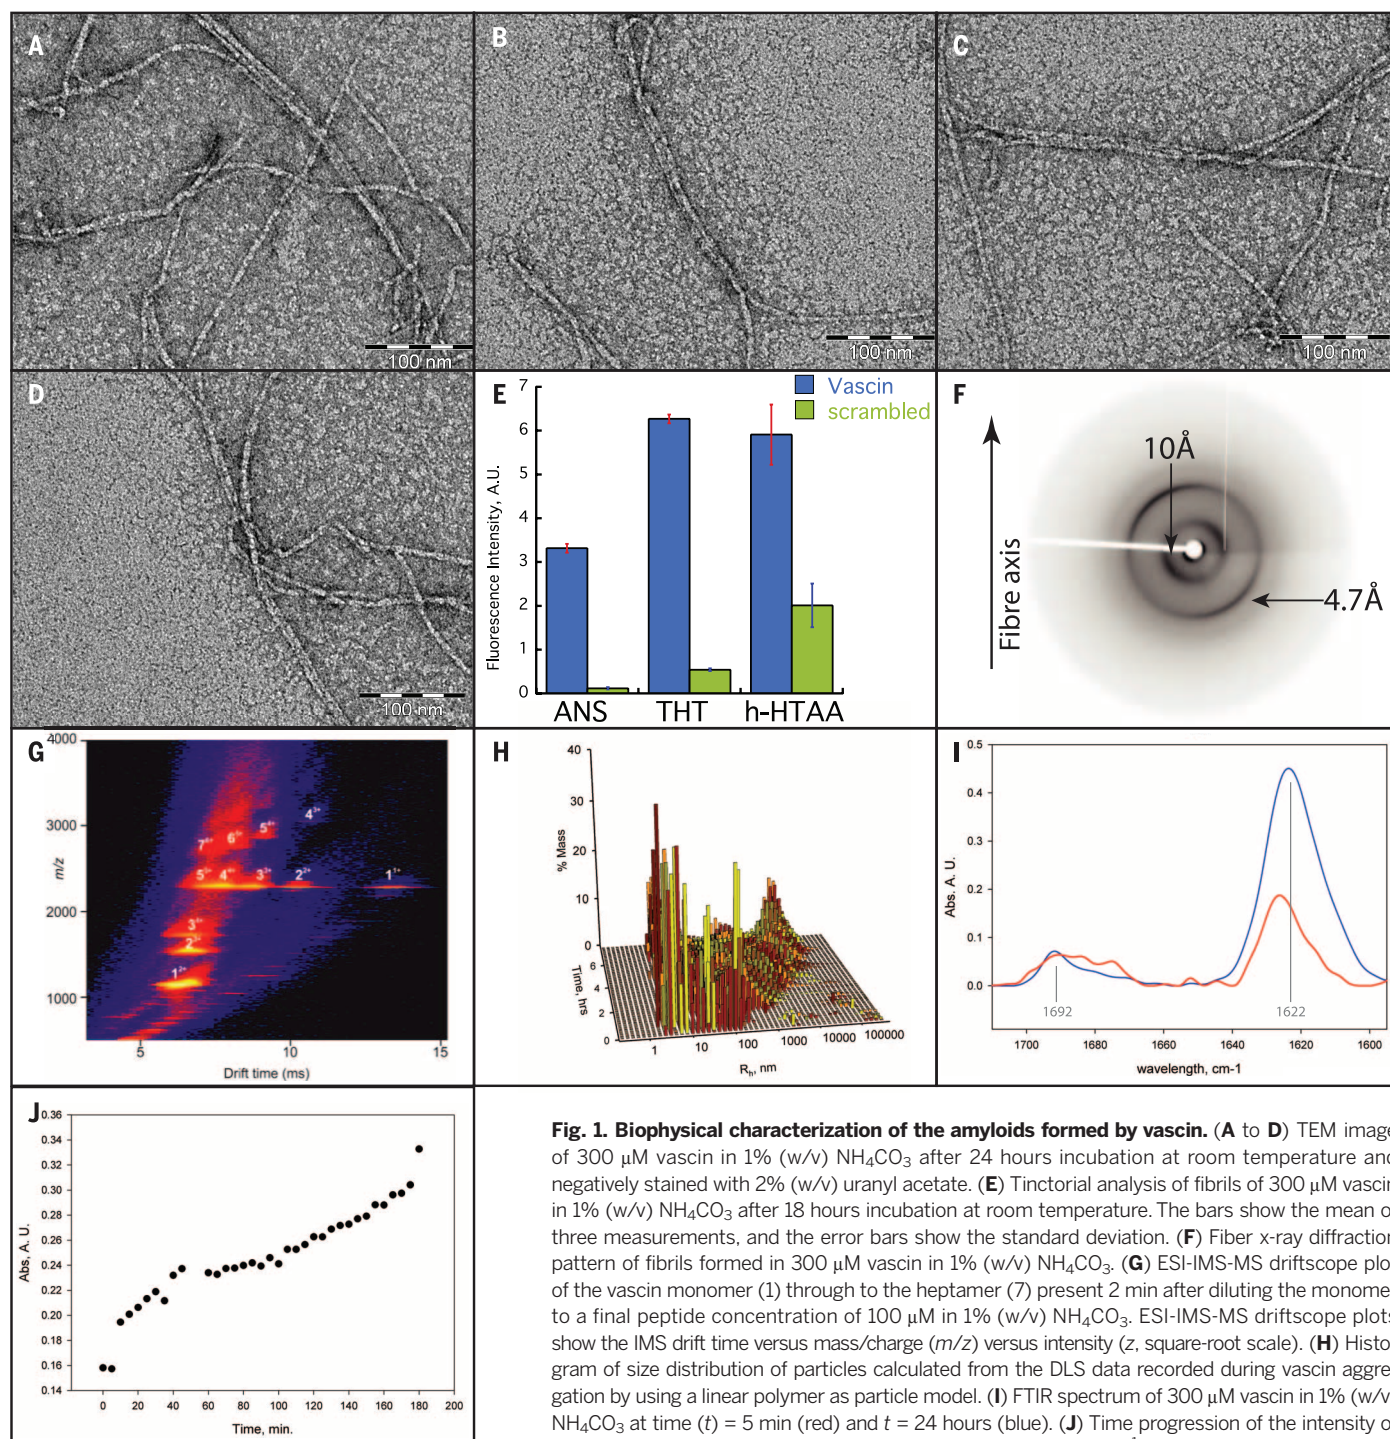 A
B
C
100 nm
100 nm
100 nm
D
100 nm
E
Vascin
scrambled
7
6
5
4
3
2
1
0
Fluorescence Intensity, A.U.
ANS THT h-HTAA
F
10Å
4.7Å
Fibre axis
G
4000
3000
2000
1000
m/z
7 6 5⁴⁺ 4³⁺
5⁵⁺ 4⁴⁺ 3³⁺ 2²⁺ 1¹⁺
3
2³⁺
1²⁺
5 10 15
Drift time (ms)
H
40
30
20
10
0
% Mass
6
4
2
0
Time, hrs
1 10 100 1000 10000 100000
Rh, nm
I
0.5
0.4
0.3
0.2
0.1
0.0
Abs. A. U.
1692
1622
1700 1680 1660 1640 1620 1600
wavelength, cm-1
J
0.36
0.34
0.32
0.30
0.28
0.26
0.24
0.22
0.20
0.18
0.16
0.14
Abs, A. U.
0 20 40 60 80 100 120 140 160 180 200
Time, min.
Fig. 1. Biophysical characterization of the amyloids formed by vascin. (A to D) TEM image
of 300 μM vascin in 1% (w/v) NH₄CO₃ after 24 hours incubation at room temperature and
negatively stained with 2% (w/v) uranyl acetate. (E) Tinctorial analysis of fibrils of 300 μM vascin
in 1% (w/v) NH₄CO₃ after 18 hours incubation at room temperature. The bars show the mean o
three measurements, and the error bars show the standard deviation. (F) Fiber x-ray diffraction
pattern of fibrils formed in 300 μM vascin in 1% (w/v) NH₄CO₃. (G) ESI-IMS-MS driftscope plo
of the vascin monomer (1) through to the heptamer (7) present 2 min after diluting the monome
to a final peptide concentration of 100 μM in 1% (w/v) NH₄CO₃. ESI-IMS-MS driftscope plots
show the IMS drift time versus mass/charge (m/z) versus intensity (z, square-root scale). (H) Histo
gram of size distribution of particles calculated from the DLS data recorded during vascin aggre
gation by using a linear polymer as particle model. (I) FTIR spectrum of 300 μM vascin in 1% (w/v
NH₄CO₃ at time (t) = 5 min (red) and t = 24 hours (blue). (J) Time progression of the intensity o